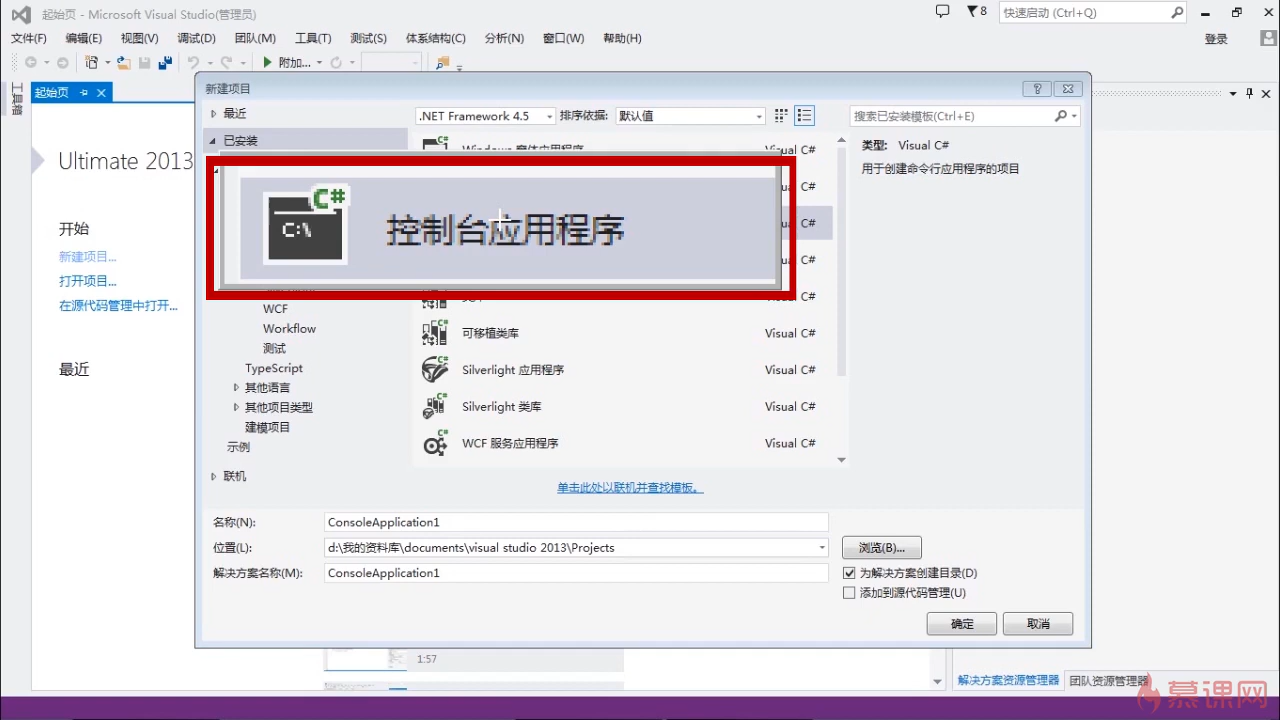 起始页 - Microsoft Visual Studio(管理员)
8
快速启动 (Ctrl+Q)
文件(F) 编辑(E) 视图(V) 调试(D) 团队(M) 工具(T) 测试(S) 体系结构(C) 分析(N) 窗口(W) 帮助(H)
登录
附加...
工具箱
起始页
Ultimate 2013
开始
新建项目...
打开项目...
在源代码管理中打开...
最近
新建项目
最近
.NET Framework 4.5
排序依据:
默认值
搜索已安装模板(Ctrl+E)
已安装
Windows 窗体应用程序
Visual C#
类型: Visual C#
用于创建命令行应用程序的项目
C#
C:\
控制台应用程序
WCF
Workflow
测试
TypeScript
其他语言
其他项目类型
建模项目
示例
联机
可移植类库 Visual C#
Silverlight 应用程序 Visual C#
Silverlight 类库 Visual C#
WCF 服务应用程序 Visual C#
单击此处以联机并查找模板。
名称(N): ConsoleApplication1
位置(L): d:\我的资料库\documents\visual studio 2013\Projects
浏览(B)...
解决方案名称(M): ConsoleApplication1
为解决方案创建目录(D)
添加到源代码管理(U)
确定 取消
1:57
解决方案资源管理器 团队资源管理器
慕课网